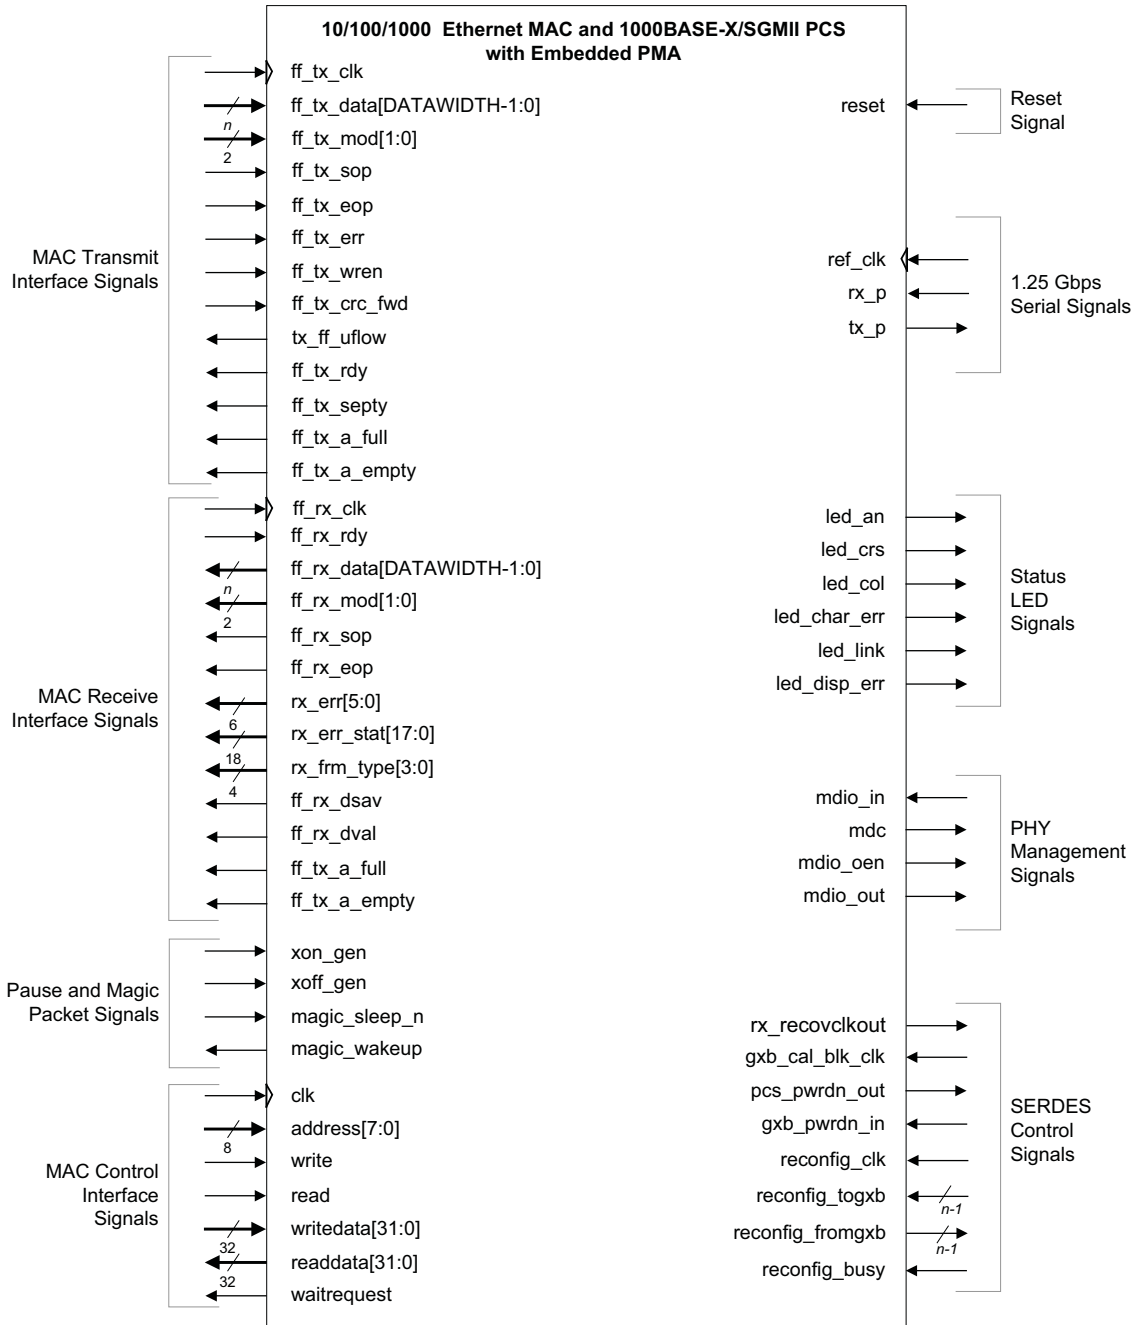 10/100/1000 Ethernet MAC and 1000BASE-X/SGMII PCS
with Embedded PMA
MAC Transmit
Interface Signals
ff_tx_clk
ff_tx_data[DATAWIDTH-1:0]
n
ff_tx_mod[1:0]
2
ff_tx_sop
ff_tx_eop
ff_tx_err
ff_tx_wren
ff_tx_crc_fwd
tx_ff_uflow
ff_tx_rdy
ff_tx_septy
ff_tx_a_full
ff_tx_a_empty
MAC Receive
Interface Signals
ff_rx_clk
ff_rx_rdy
ff_rx_data[DATAWIDTH-1:0]
n
ff_rx_mod[1:0]
2
ff_rx_sop
ff_rx_eop
rx_err[5:0]
6
rx_err_stat[17:0]
18
rx_frm_type[3:0]
4
ff_rx_dsav
ff_rx_dval
ff_tx_a_full
ff_tx_a_empty
Pause and Magic
Packet Signals
xon_gen
xoff_gen
magic_sleep_n
magic_wakeup
MAC Control
Interface
Signals
clk
address[7:0]
8
write
read
writedata[31:0]
32
readdata[31:0]
32
waitrequest
reset
Reset
Signal
ref_clk
rx_p
tx_p
1.25 Gbps
Serial Signals
led_an
led_crs
led_col
led_char_err
led_link
led_disp_err
Status
LED
Signals
mdio_in
mdc
mdio_oen
mdio_out
PHY
Management
Signals
rx_recovclkout
gxb_cal_blk_clk
pcs_pwrdn_out
gxb_pwrdn_in
reconfig_clk
reconfig_togxb
n-1
reconfig_fromgxb
n-1
reconfig_busy
SERDES
Control
Signals